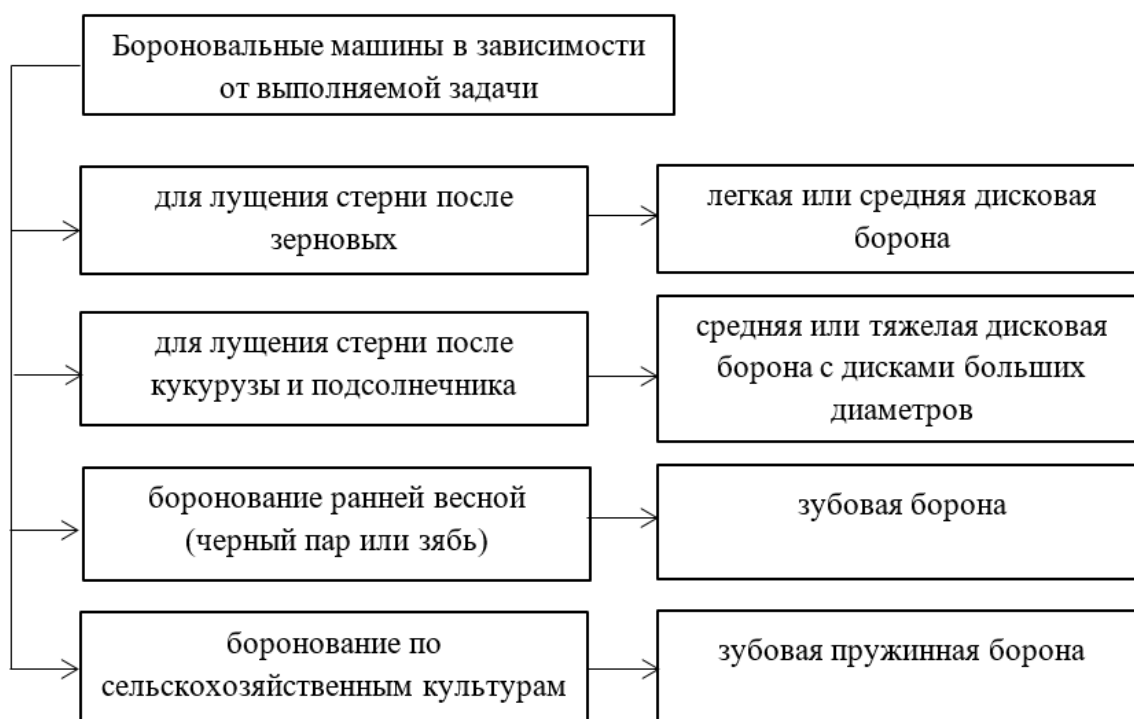 Бороновальные машины в зависимости
от выполняемой задачи
для лущения стерни после
зерновых
легкая или средняя дисковая
борона
для лущения стерни после
кукурузы и подсолнечника
средняя или тяжелая дисковая
борона с дисками больших
диаметров
боронование ранней весной
(черный пар или зябь)
зубовая борона
боронование по
сельскохозяйственным культурам
зубовая пружинная борона